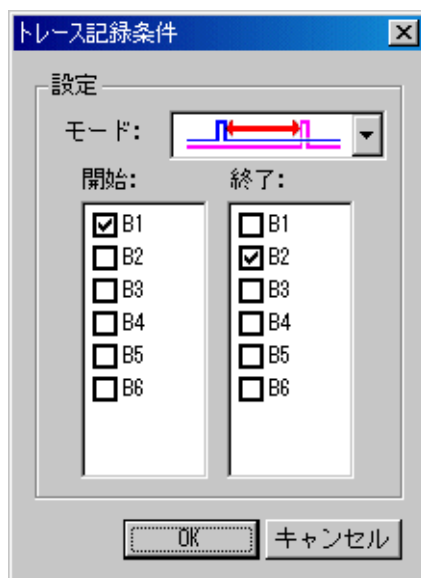 トレース記録条件
設定
モード:
開始: 終了:
B1 B1
B2 B2
B3 B3
B4 B4
B5 B5
B6 B6
OK キャンセル